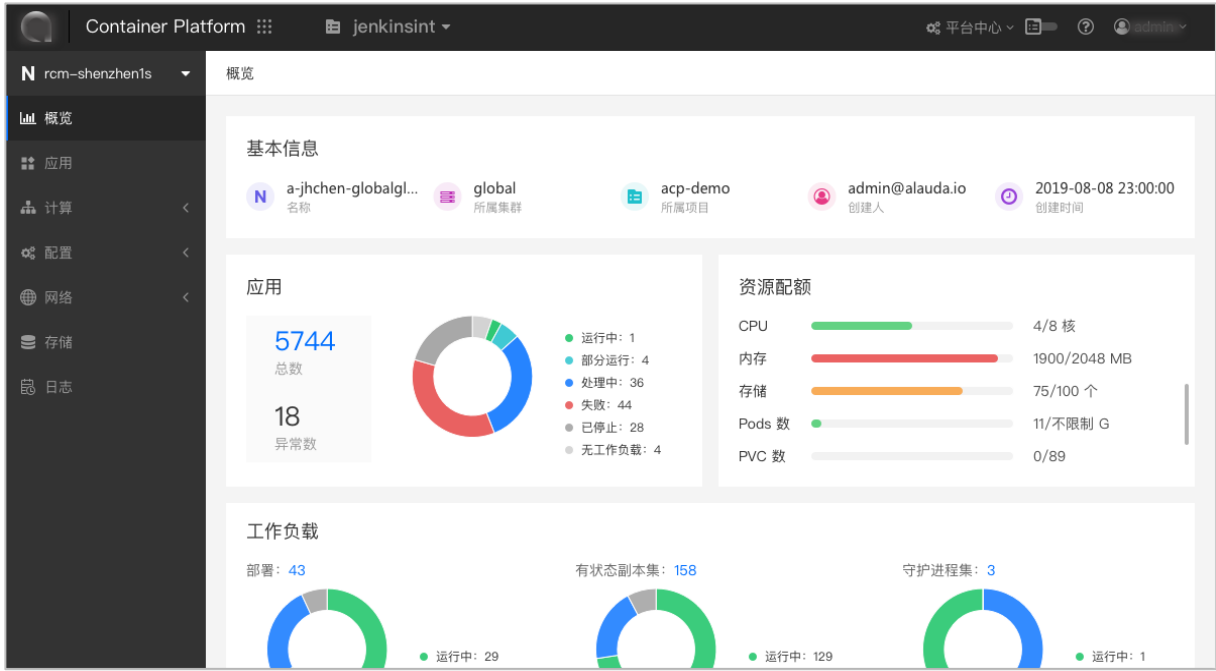 Container Platform
jenkinsint
平台中心
admin
N rcm-shenzhen1s
概览
应用
计算
配置
网络
存储
日志
概览
基本信息
N a-jhchen-globalgl...
名称
global
所属集群
acp-demo
所属项目
admin@alauda.io
创建人
2019-08-08 23:00:00
创建时间
应用
5744
总数
18
异常数
运行中：1
部分运行：4
处理中：36
失败：44
已停止：28
无工作负载：4
资源配额
CPU 4/8 核
内存 1900/2048 MB
存储 75/100 个
Pods 数 11/不限制 G
PVC 数 0/89
工作负载
部署：43
运行中：29
有状态副本集：158
运行中：129
守护进程集：3
运行中：1